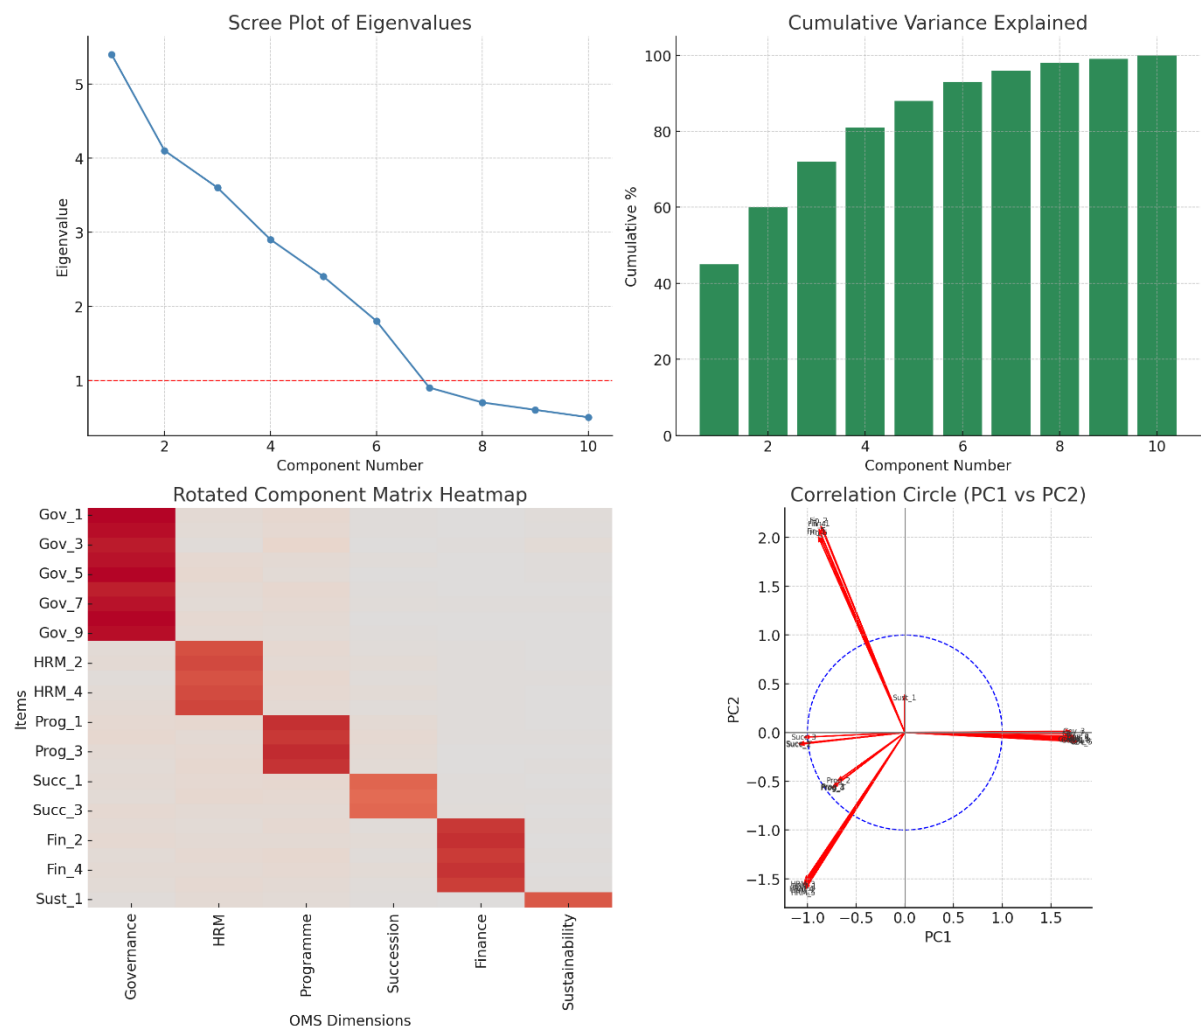 Scree Plot of Eigenvalues
Eigenvalue
5
4
3
2
1
2
4
6
8
10
Component Number
Cumulative Variance Explained
Cumulative %
100
80
60
40
20
0
2
4
6
8
10
Component Number
Rotated Component Matrix Heatmap
Items
Gov_1
Gov_3
Gov_5
Gov_7
Gov_9
HRM_2
HRM_4
Prog_1
Prog_3
Succ_1
Succ_3
Fin_2
Fin_4
Sust_1
Governance
HRM
Programme
Succession
Finance
Sustainability
OMS Dimensions
Correlation Circle (PC1 vs PC2)
PC2
2.0
1.5
1.0
0.5
0.0
−0.5
−1.0
−1.5
Sust_1
−1.0
−0.5
0.0
0.5
1.0
1.5
PC1